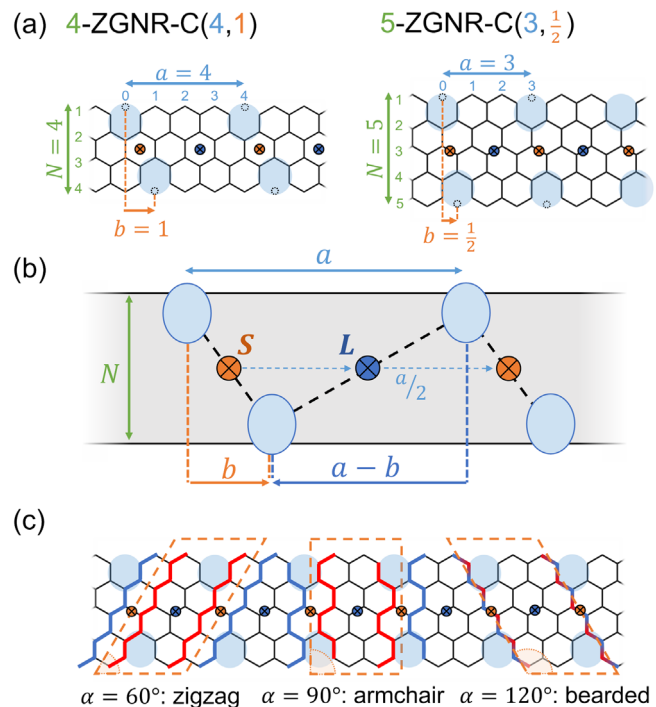 (a) 4-ZGNR-C(4,1) 5-ZGNR-C(3,½)
a = 4
0 1 2 3 4
N = 4
1
2
3
4
b = 1
a = 3
0 1 2 3
N = 5
1
2
3
4
5
b = ½
(b)
a
N
S L
a/2
b a − b
(c)
α = 60°: zigzag α = 90°: armchair α = 120°: bearded